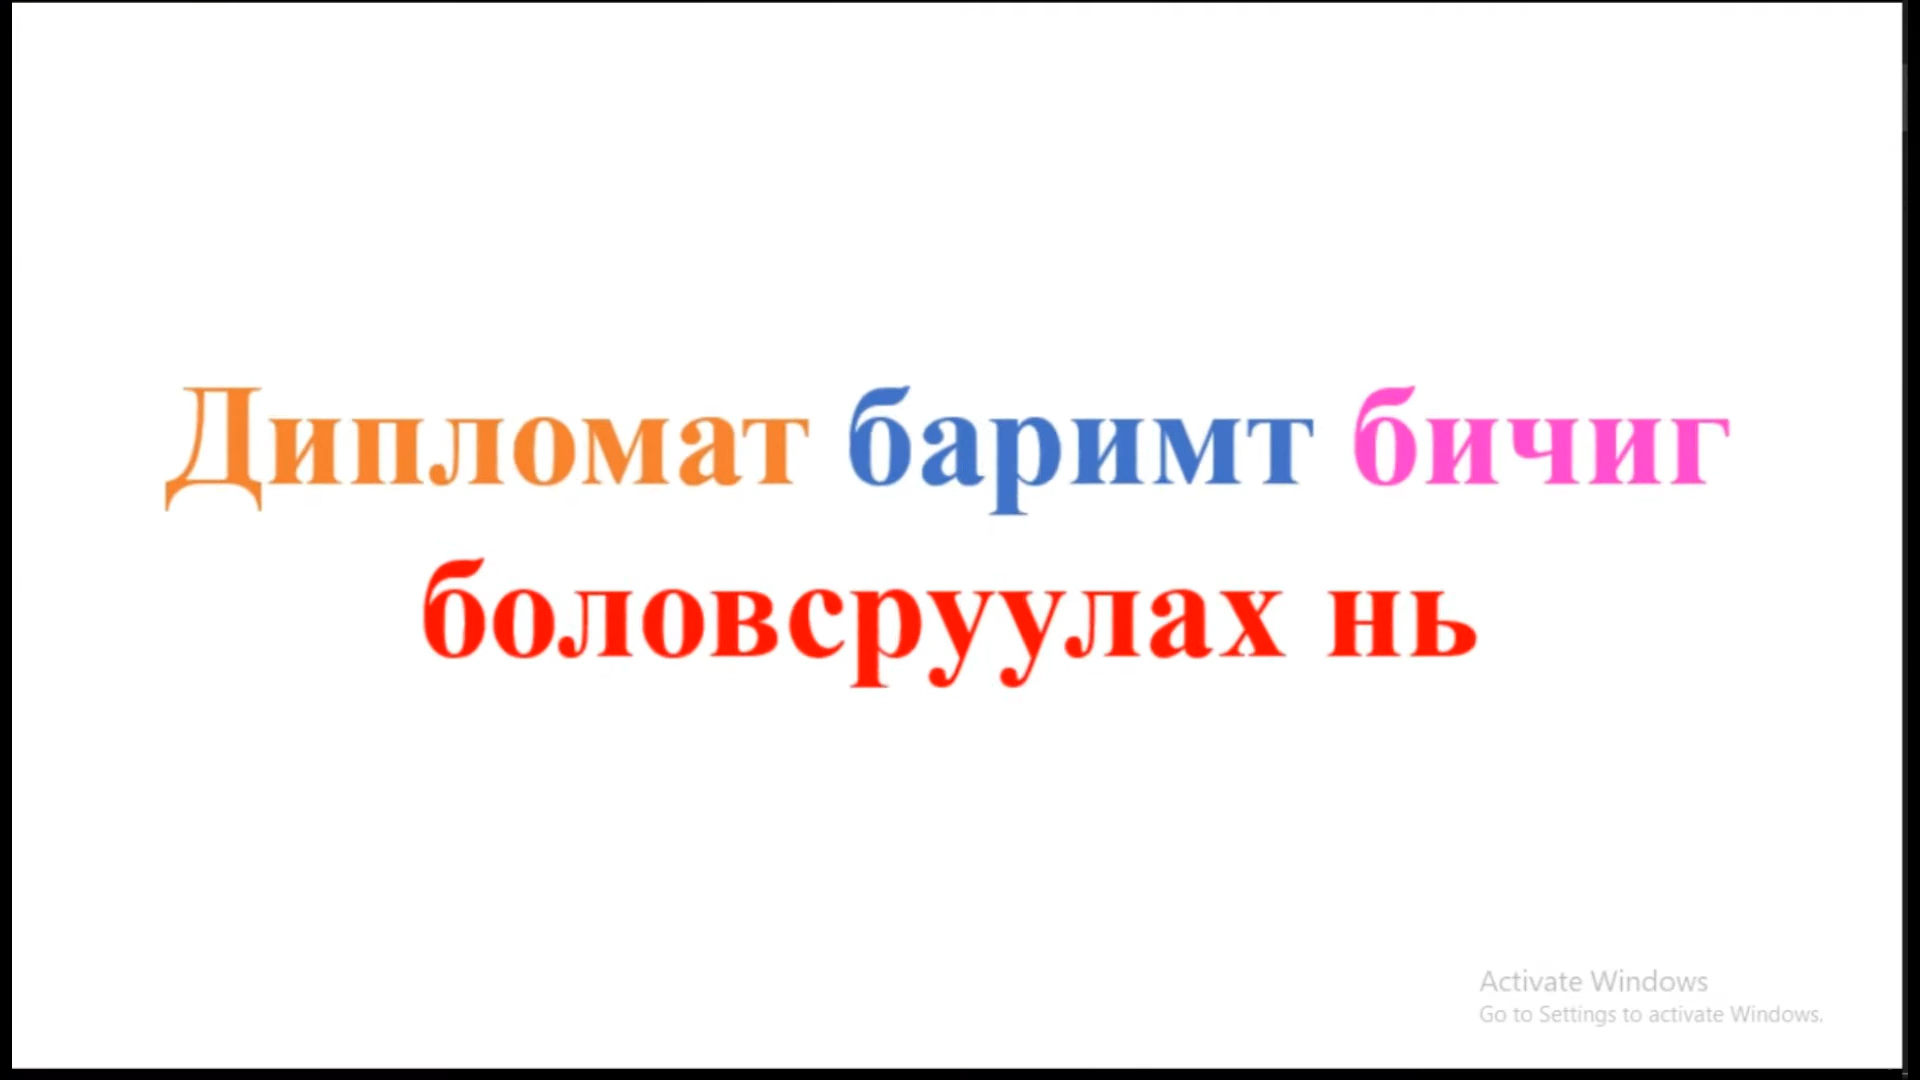 Дипломат баримт бичиг
боловсруулах нь
Activate Windows
Go to Settings to activate Windows.